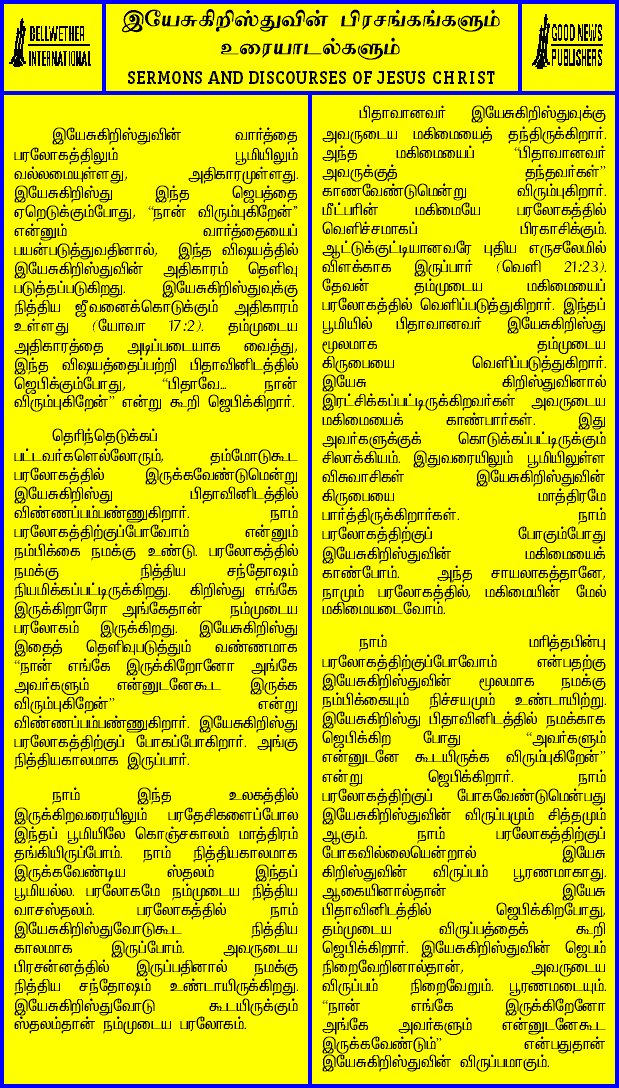 BELLWETHER
INTERNATIONAL
இயேசுகிறிஸ்துவின் பிரசங்கங்களும்
உரையாடல்களும்
SERMONS AND DISCOURSES OF JESUS CHRIST
GOOD NEWS
PUBLISHERS
இயேசுகிறிஸ்துவின் வார்த்தை
பரலோகத்திலும் பூமியிலும்
வல்லமையுள்ளது, அதிகாரமுள்ளது.
இயேசுகிறிஸ்து இந்த ஜெபத்தை
ஏறெடுக்கும்போது, “நான் விரும்புகிறேன்”
என்னும் வார்த்தையைப்
பயன்படுத்துவதினால், இந்த விஷயத்தில்
இயேசுகிறிஸ்துவின் அதிகாரம் தெளிவு
படுத்தப்படுகிறது. இயேசுகிறிஸ்துவுக்கு
நித்திய ஜீவனைக்கொடுக்கும் அதிகாரம்
உள்ளது (யோவா 17:2). தம்முடைய
அதிகாரத்தை அடிப்படையாக வைத்து,
இந்த விஷயத்தைப்பற்றி பிதாவினிடத்தில்
ஜெபிக்கும்போது, “பிதாவே... நான்
விரும்புகிறேன்” என்று கூறி ஜெபிக்கிறார்.
தெரிந்தெடுக்கப்
பட்டவர்களெல்லோரும், தம்மோடுகூட
பரலோகத்தில் இருக்கவேண்டுமென்று
இயேசுகிறிஸ்து பிதாவினிடத்தில்
விண்ணப்பம்பண்ணுகிறார். நாம்
பரலோகத்திற்குப்போவோம் என்னும்
நம்பிக்கை நமக்கு உண்டு. பரலோகத்தில்
நமக்கு நித்திய சந்தோஷம்
நியமிக்கப்பட்டிருக்கிறது. கிறிஸ்து எங்கே
இருக்கிறாரோ அங்கேதான் நம்முடைய
பரலோகம் இருக்கிறது. இயேசுகிறிஸ்து
இதைத் தெளிவுபடுத்தும் வண்ணமாக
“நான் எங்கே இருக்கிறேனோ அங்கே
அவர்களும் என்னுடனேகூட இருக்க
விரும்புகிறேன்” என்று
விண்ணப்பம்பண்ணுகிறார். இயேசுகிறிஸ்து
பரலோகத்திற்குப் போகப்போகிறார். அங்கு
நித்தியகாலமாக இருப்பார்.
நாம் இந்த உலகத்தில்
இருக்கிறவரையிலும் பரதேசிகளைப்போல
இந்தப் பூமியிலே கொஞ்சகாலம் மாத்திரம்
தங்கியிருப்போம். நாம் நித்தியகாலமாக
இருக்கவேண்டிய ஸ்தலம் இந்தப்
பூமியல்ல. பரலோகமே நம்முடைய நித்திய
வாசஸ்தலம். பரலோகத்தில் நாம்
இயேசுகிறிஸ்துவோடுகூட நித்திய
காலமாக இருப்போம். அவருடைய
பிரசன்னத்தில் இருப்பதினால் நமக்கு
நித்திய சந்தோஷம் உண்டாயிருக்கிறது.
இயேசுகிறிஸ்துவோடு கூடயிருக்கும்
ஸ்தலம்தான் நம்முடைய பரலோகம்.
பிதாவானவர் இயேசுகிறிஸ்துவுக்கு
அவருடைய மகிமையைத் தந்திருக்கிறார்.
அந்த மகிமையைப் “பிதாவானவர்
அவருக்குத் தந்தவர்கள்”
காணவேண்டுமென்று விரும்புகிறார்.
மீட்பரின் மகிமையே பரலோகத்தில்
வெளிச்சமாகப் பிரகாசிக்கும்.
ஆட்டுக்குட்டியானவரே புதிய எருசலேமில்
விளக்காக இருப்பார் (வெளி 21:23).
தேவன் தம்முடைய மகிமையைப்
பரலோகத்தில் வெளிப்படுத்துகிறார். இந்தப்
பூமியில் பிதாவானவர் இயேசுகிறிஸ்து
மூலமாக தம்முடைய
கிருபையை வெளிப்படுத்துகிறார்.
இயேசு கிறிஸ்துவினால்
இரட்சிக்கப்பட்டிருக்கிறவர்கள் அவருடைய
மகிமையைக் காண்பார்கள். இது
அவர்களுக்குக் கொடுக்கப்பட்டிருக்கும்
சிலாக்கியம். இதுவரையிலும் பூமியிலுள்ள
விசுவாசிகள் இயேசுகிறிஸ்துவின்
கிருபையை மாத்திரமே
பார்த்திருக்கிறார்கள். நாம்
பரலோகத்திற்குப் போகும்போது
இயேசுகிறிஸ்துவின் மகிமையைக்
காண்போம். அந்த சாயலாகத்தானே,
நாமும் பரலோகத்தில், மகிமையின் மேல்
மகிமையடைவோம்.
நாம் மரித்தபின்பு
பரலோகத்திற்குப்போவோம் என்பதற்கு
இயேசுகிறிஸ்துவின் மூலமாக நமக்கு
நம்பிக்கையும் நிச்சயமும் உண்டாயிற்று.
இயேசுகிறிஸ்து பிதாவினிடத்தில் நமக்காக
ஜெபிக்கிற போது “அவர்களும்
என்னுடனே கூடயிருக்க விரும்புகிறேன்”
என்று ஜெபிக்கிறார். நாம்
பரலோகத்திற்குப் போகவேண்டுமென்பது
இயேசுகிறிஸ்துவின் விருப்பமும் சித்தமும்
ஆகும். நாம் பரலோகத்திற்குப்
போகவில்லையென்றால் இயேசு
கிறிஸ்துவின் விருப்பம் பூரணமாகாது.
ஆகையினால்தான் இயேசு
பிதாவினிடத்தில் ஜெபிக்கிறபோது,
தம்முடைய விருப்பத்தைக் கூறி
ஜெபிக்கிறார். இயேசுகிறிஸ்துவின் ஜெபம்
நிறைவேறினால்தான், அவருடைய
விருப்பம் நிறைவேறும். பூரணமடையும்.
“நான் எங்கே இருக்கிறேனோ
அங்கே அவர்களும் என்னுடனேகூட
இருக்கவேண்டும்” என்பதுதான்
இயேசுகிறிஸ்துவின் விருப்பமாகும்.